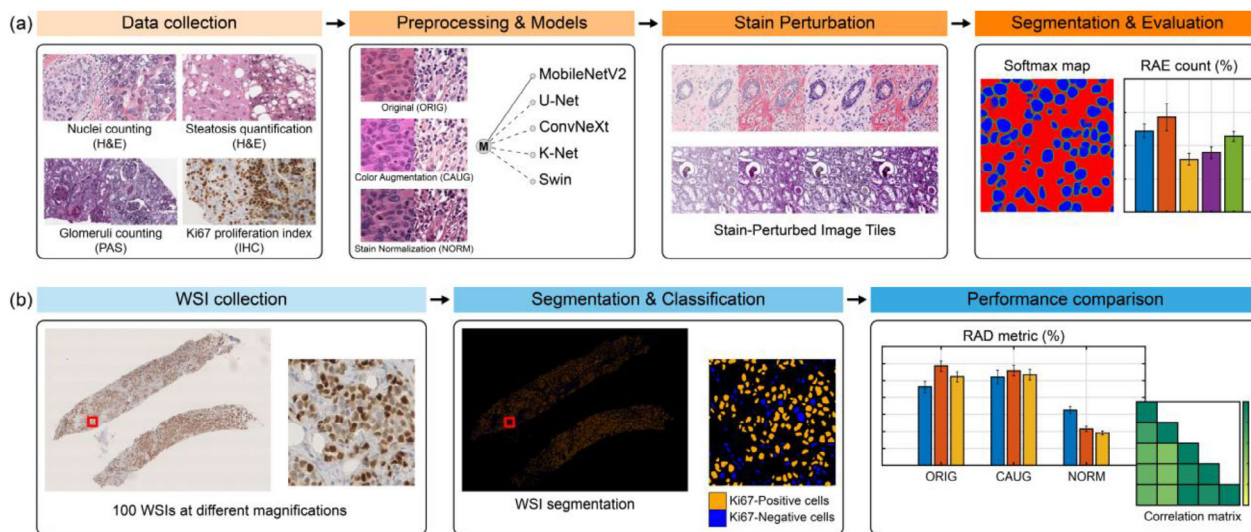 (a)
Data collection
Preprocessing & Models
Stain Perturbation
Segmentation & Evaluation
Nuclei counting
(H&E)
Steatosis quantification
(H&E)
Glomeruli counting
(PAS)
Ki67 proliferation index
(IHC)
Original (ORIG)
Color Augmentation (CAUG)
Stain Normalization (NORM)
M
MobileNetV2
U-Net
ConvNeXt
K-Net
Swin
Stain-Perturbed Image Tiles
Softmax map
RAE count (%)
(b)
WSI collection
Segmentation & Classification
Performance comparison
100 WSIs at different magnifications
WSI segmentation
Ki67-Positive cells
Ki67-Negative cells
RAD metric (%)
ORIG
CAUG
NORM
Correlation matrix